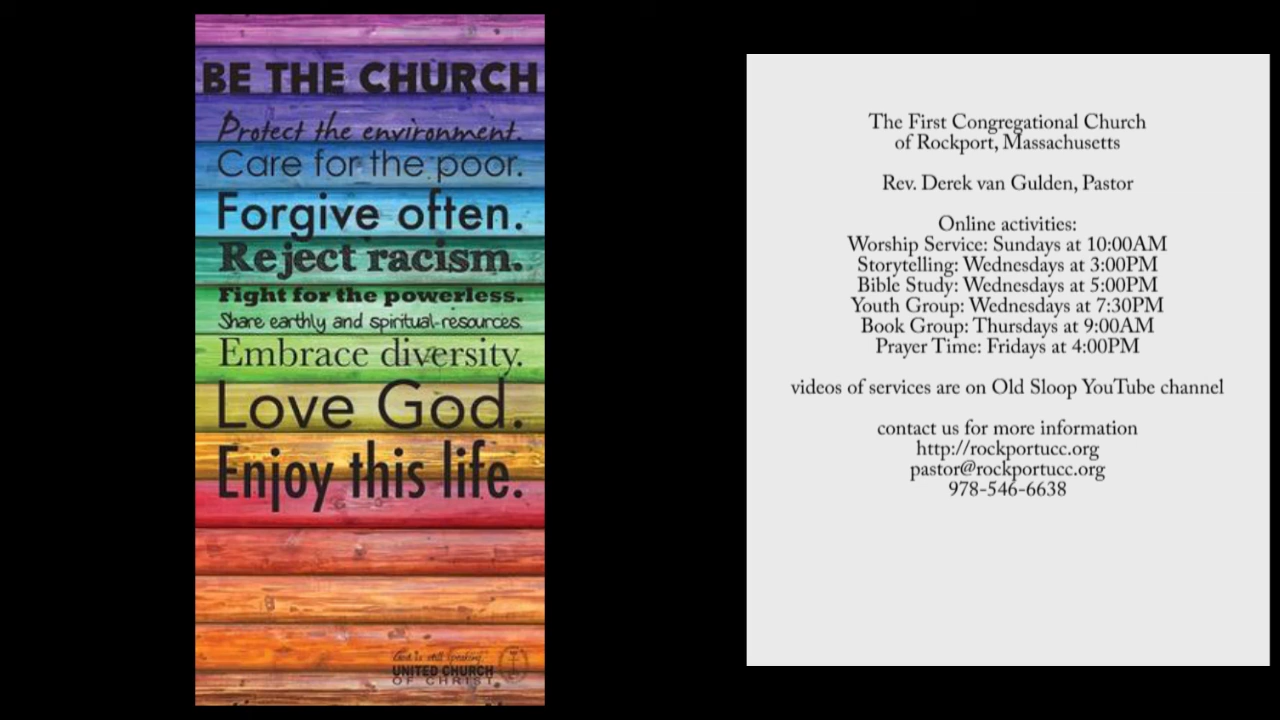 BE THE CHURCH
Protect the environment.
Care for the poor.
Forgive often.
Reject racism.
Fight for the powerless.
Share earthly and spiritual resources.
Embrace diversity.
Love God.
Enjoy this life.
God is still speaking,
UNITED CHURCH
OF CHRIST
The First Congregational Church
of Rockport, Massachusetts
Rev. Derek van Gulden, Pastor
Online activities:
Worship Service: Sundays at 10:00AM
Storytelling: Wednesdays at 3:00PM
Bible Study: Wednesdays at 5:00PM
Youth Group: Wednesdays at 7:30PM
Book Group: Thursdays at 9:00AM
Prayer Time: Fridays at 4:00PM
videos of services are on Old Sloop YouTube channel
contact us for more information
http://rockportucc.org
pastor@rockportucc.org
978-546-6638